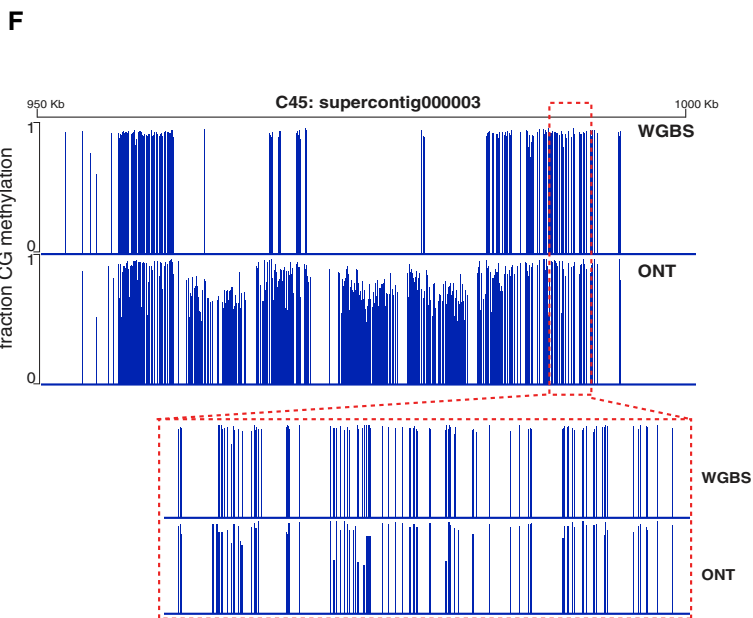 F
950 Kb
C45: supercontig000003
1000 Kb
1
WGBS
fraction CG methylation
0
1
ONT
0
WGBS
ONT